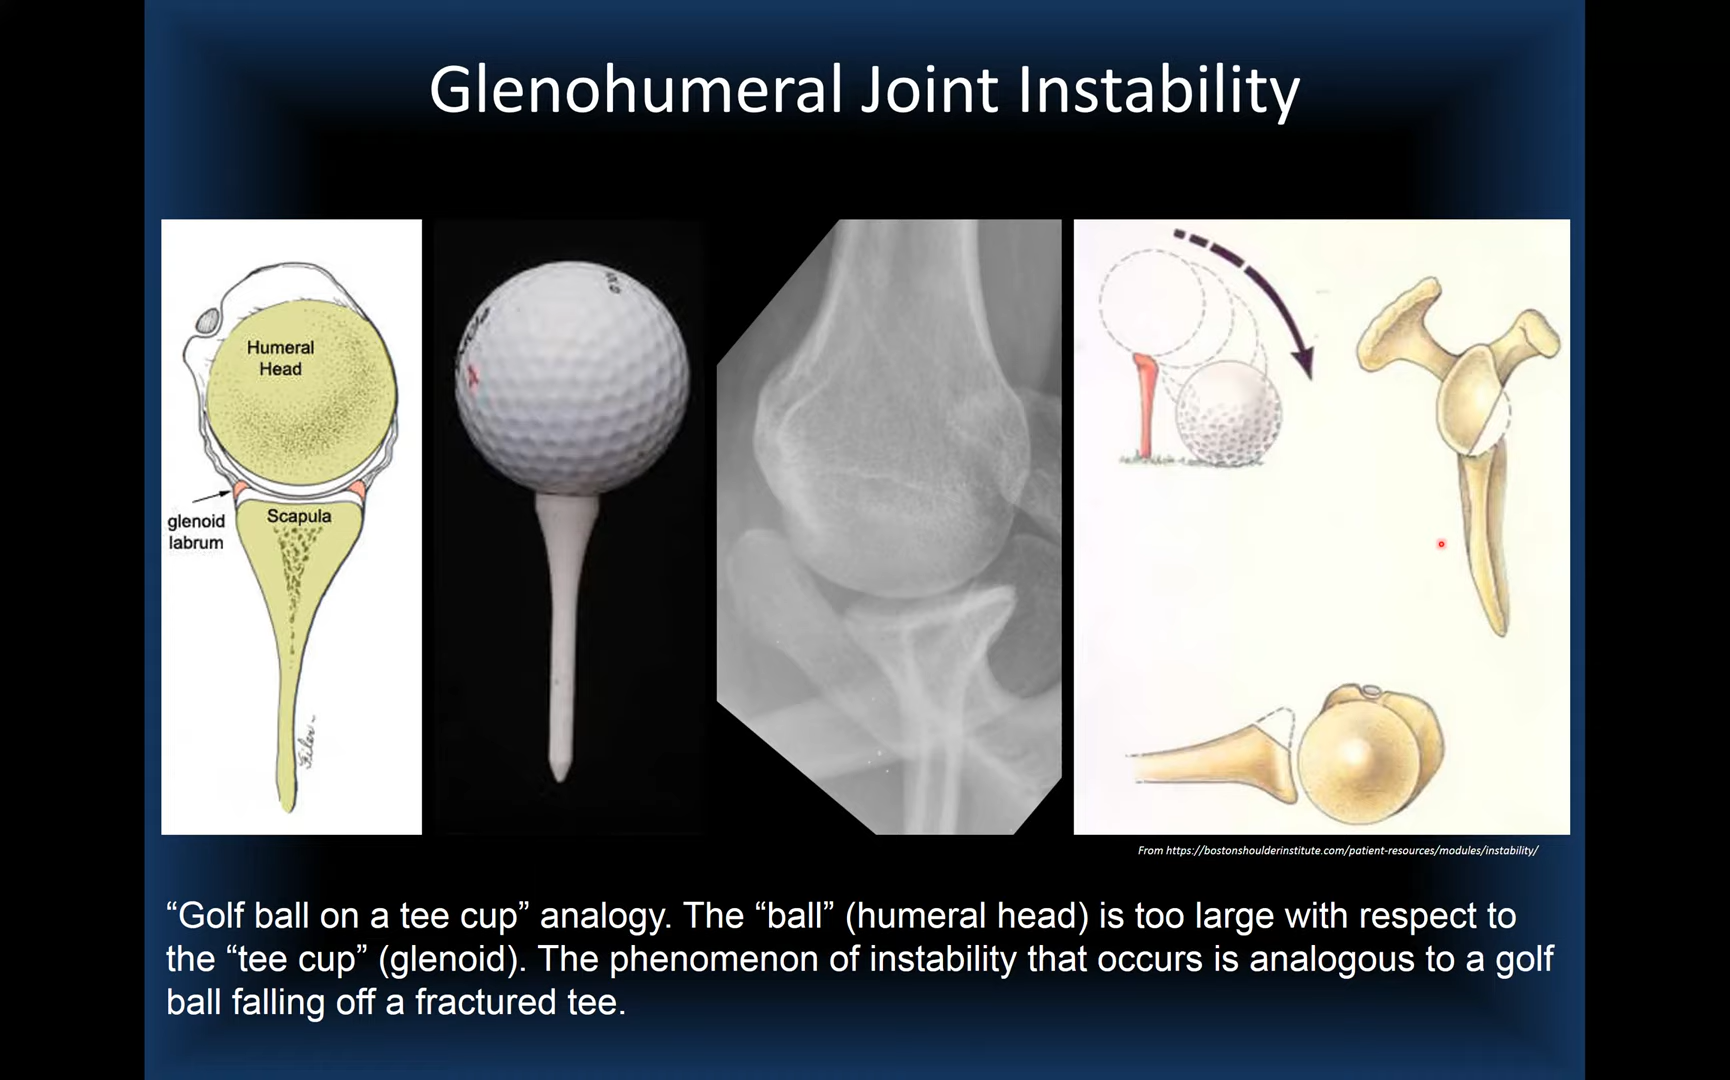 Glenohumeral Joint Instability
Humeral
Head
glenoid
labrum
Scapula
From https://bostonshoulderinstitute.com/patient-resources/modules/instability/
“Golf ball on a tee cup” analogy. The “ball” (humeral head) is too large with respect to
the “tee cup” (glenoid). The phenomenon of instability that occurs is analogous to a golf
ball falling off a fractured tee.